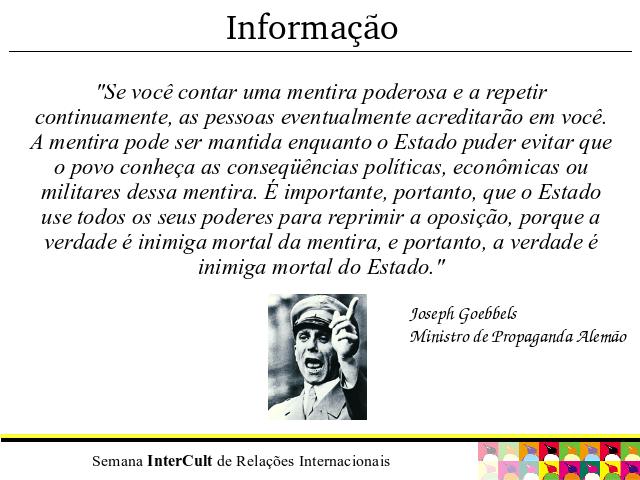 Informação
"Se você contar uma mentira poderosa e a repetir
continuamente, as pessoas eventualmente acreditarão em você.
A mentira pode ser mantida enquanto o Estado puder evitar que
o povo conheça as conseqüências políticas, econômicas ou
militares dessa mentira. É importante, portanto, que o Estado
use todos os seus poderes para reprimir a oposição, porque a
verdade é inimiga mortal da mentira, e portanto, a verdade é
inimiga mortal do Estado."
Joseph Goebbels
Ministro de Propaganda Alemão
Semana InterCult de Relações Internacionais